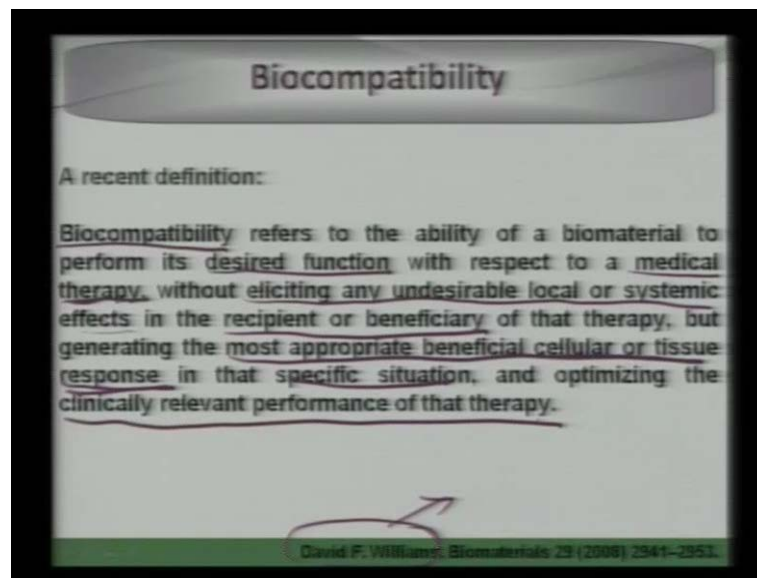 Biocompatibility
A recent definition:
Biocompatibility refers to the ability of a biomaterial to
perform its desired function with respect to a medical
therapy, without eliciting any undesirable local or systemic
effects in the recipient or beneficiary of that therapy, but
generating the most appropriate beneficial cellular or tissue
response in that specific situation, and optimizing the
clinically relevant performance of that therapy.
David F. Williams, Biomaterials 29 (2008) 2941–2953.